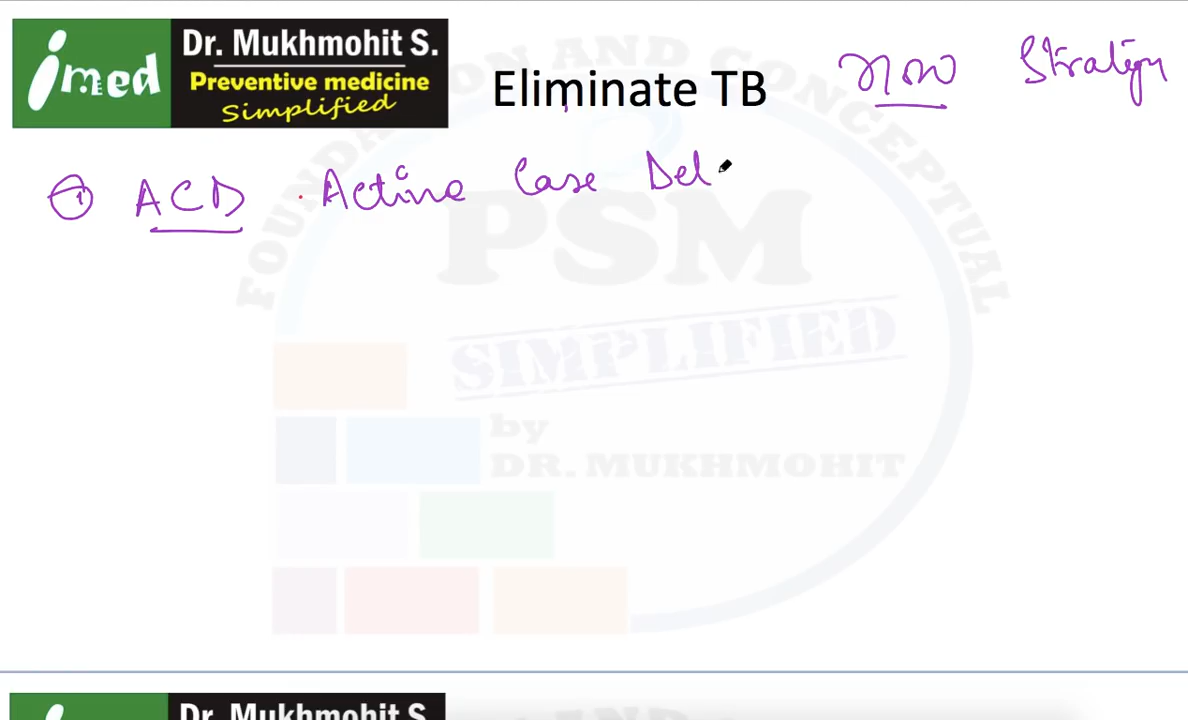 imed
Dr. Mukhmohit S.
Preventive medicine
Simplified
Eliminate TB
new Strategy
① ACD . Active Case Det
FOUNDATION AND CONCEPTUAL
PSM
SIMPLIFIED
by
DR. MUKHMOHIT
Dr. Mukhmohit S.